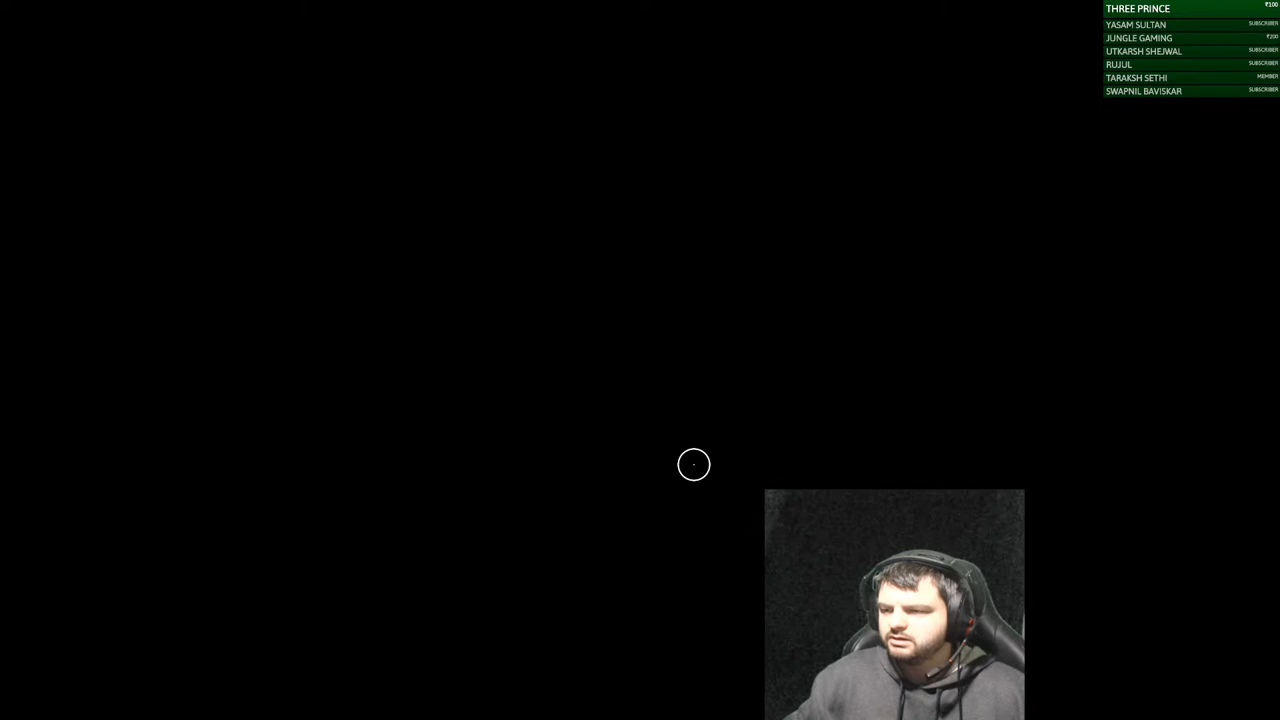 THREE PRINCE ₹100
YASAM SULTAN SUBSCRIBER
JUNGLE GAMING ₹200
UTKARSH SHEJWAL SUBSCRIBER
RUJUL SUBSCRIBER
TARAKSH SETHI MEMBER
SWAPNIL BAVISKAR SUBSCRIBER